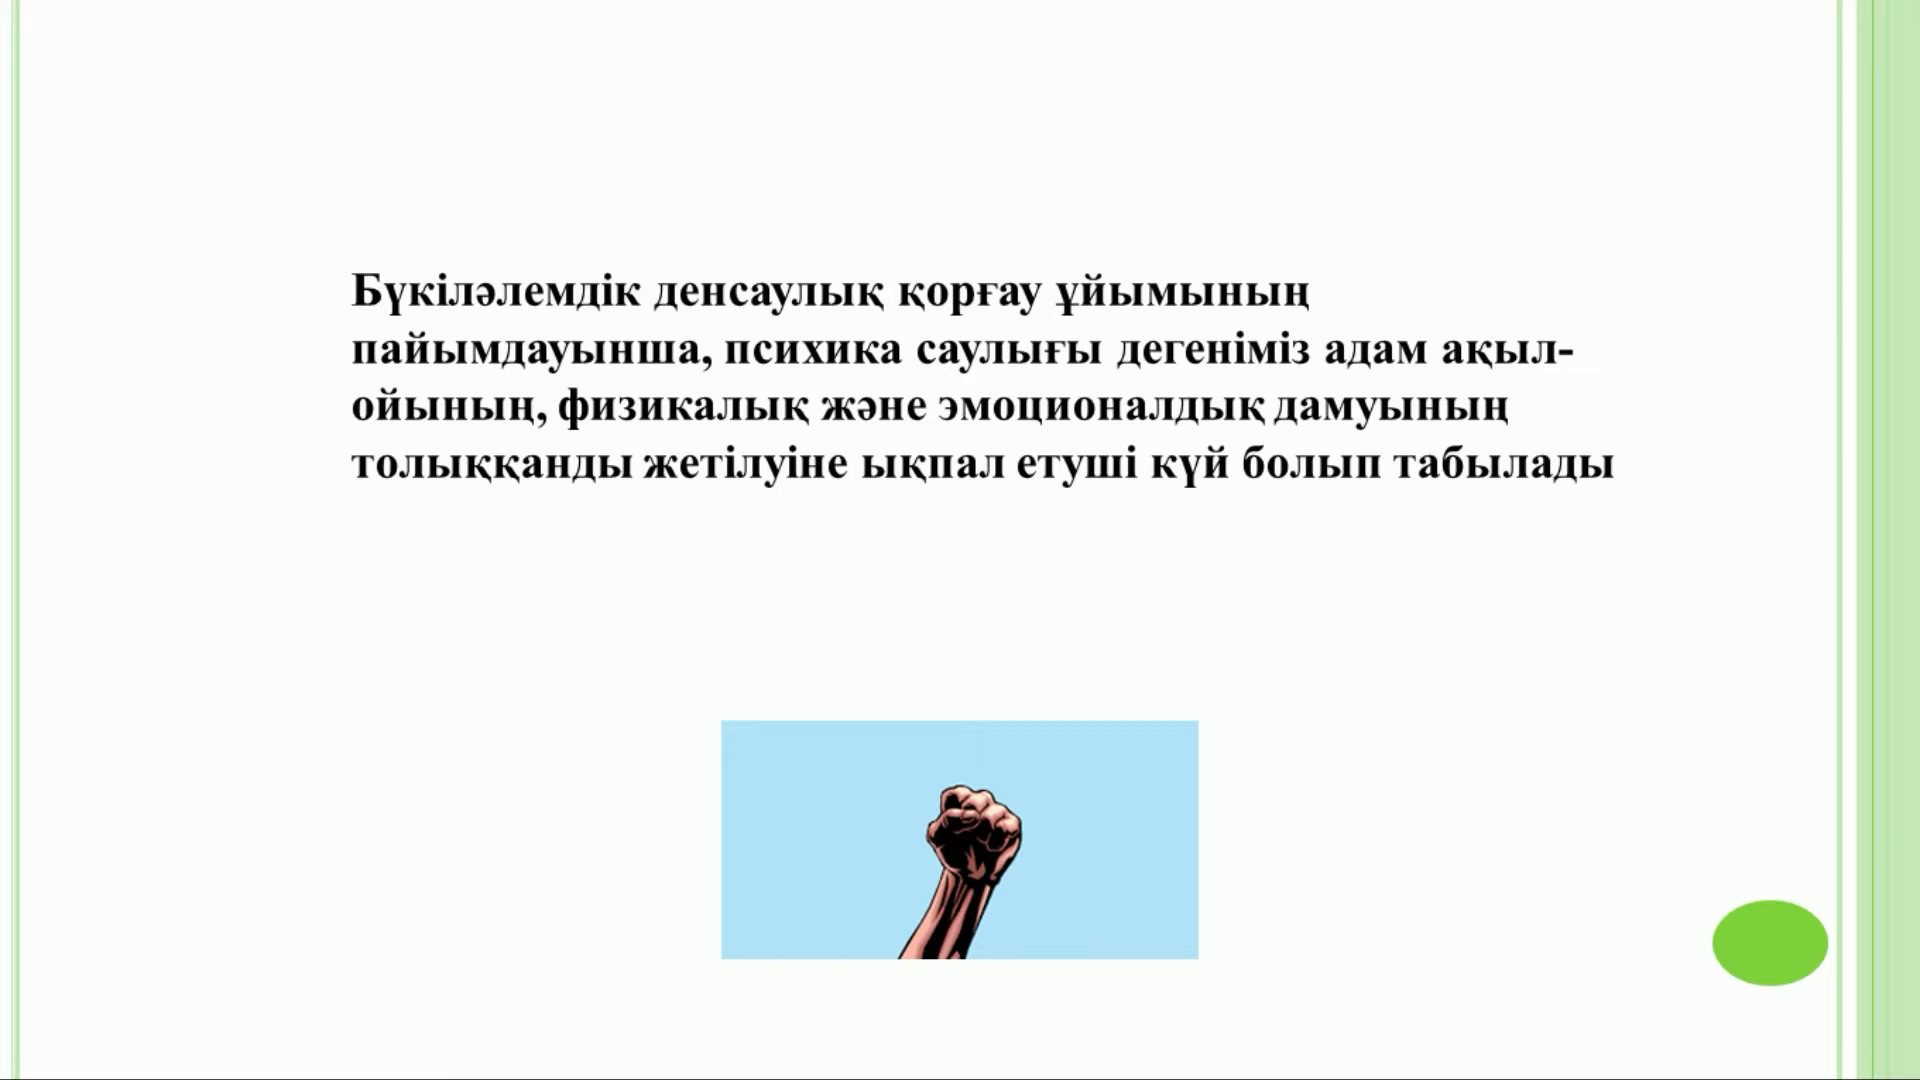 Бүкіләлемдік денсаулық қорғау ұйымының
пайымдауынша, психика саулығы дегеніміз адам ақыл-
ойының, физикалық және эмоционалдық дамуының
толыққанды жетілуіне ықпал етуші күй болып табылады